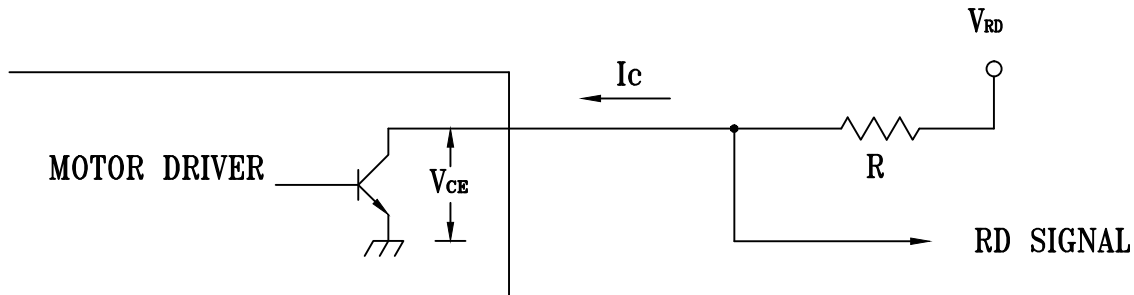 VRD
Ic
MOTOR DRIVER
VCE
R
RD SIGNAL